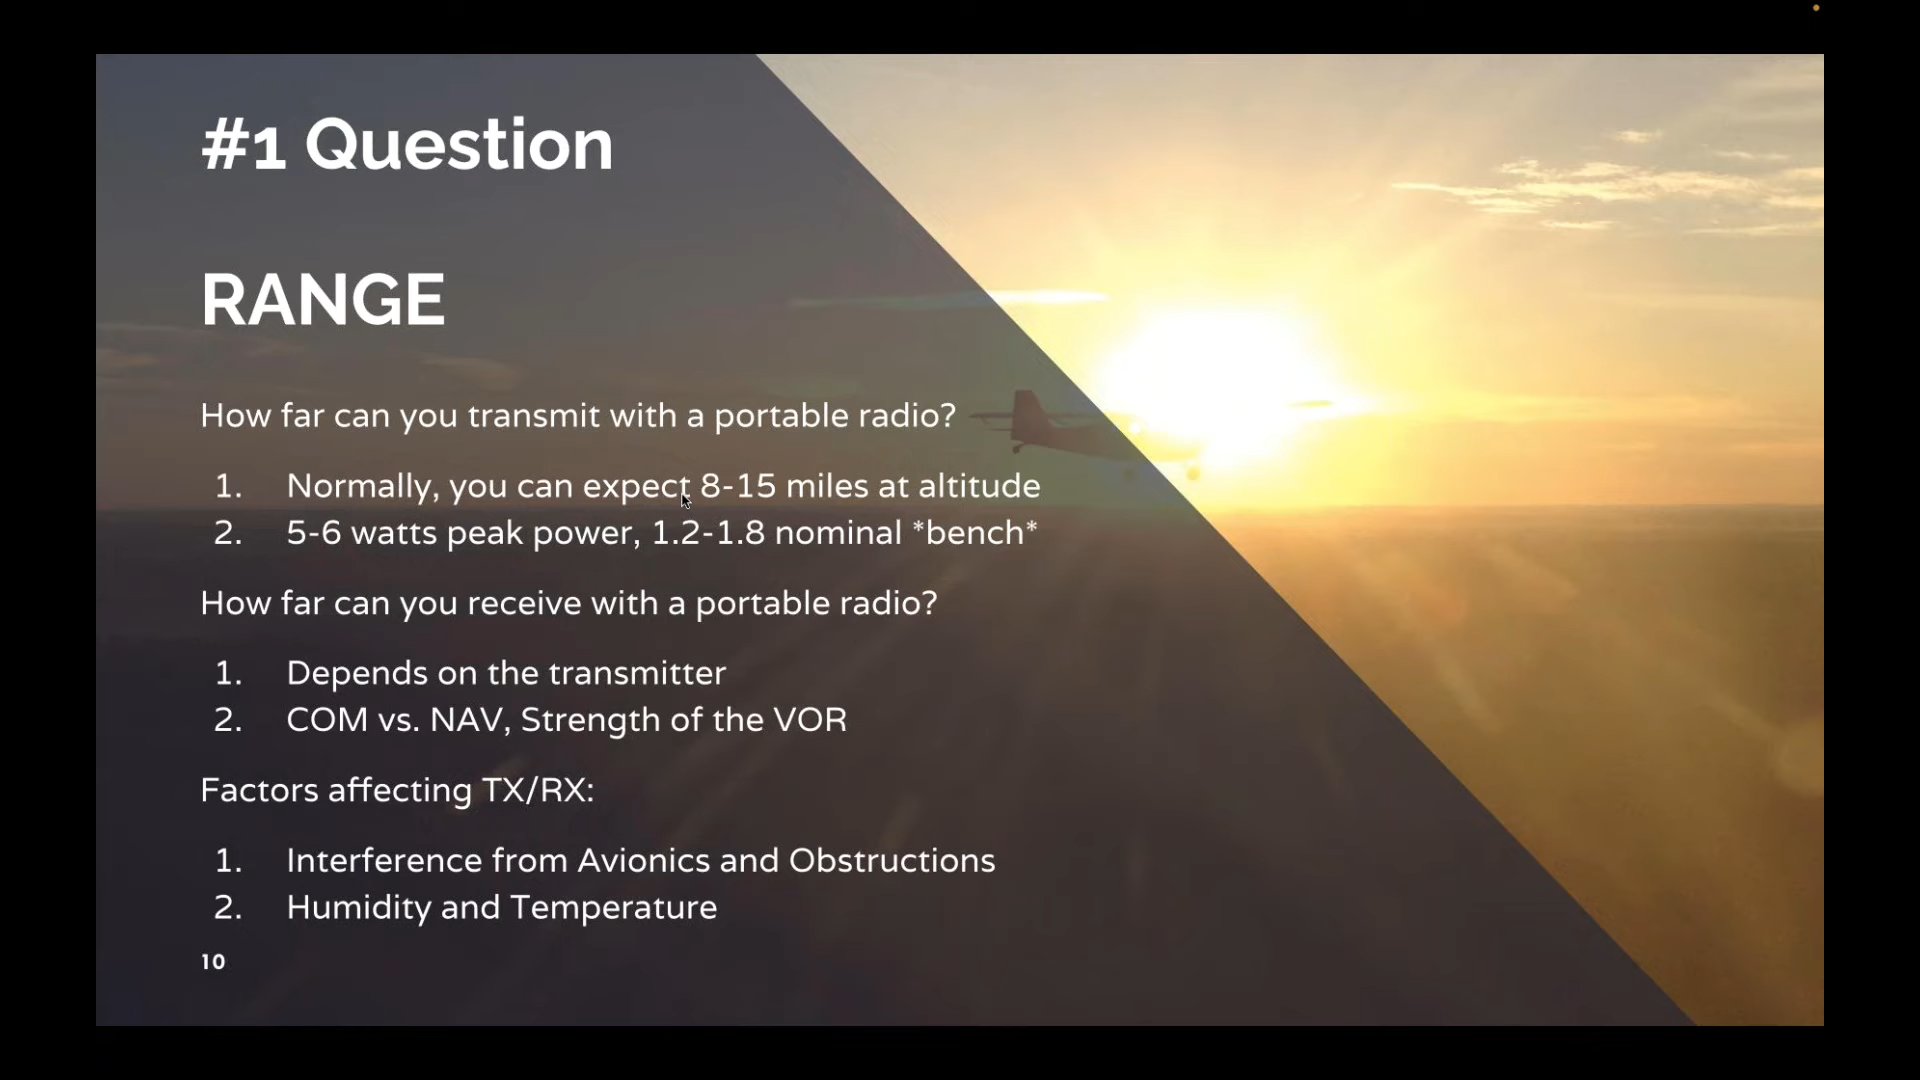 #1 Question
RANGE
How far can you transmit with a portable radio?
1. Normally, you can expect 8-15 miles at altitude
2. 5-6 watts peak power, 1.2-1.8 nominal *bench*
How far can you receive with a portable radio?
1. Depends on the transmitter
2. COM vs. NAV, Strength of the VOR
Factors affecting TX/RX:
1. Interference from Avionics and Obstructions
2. Humidity and Temperature
10